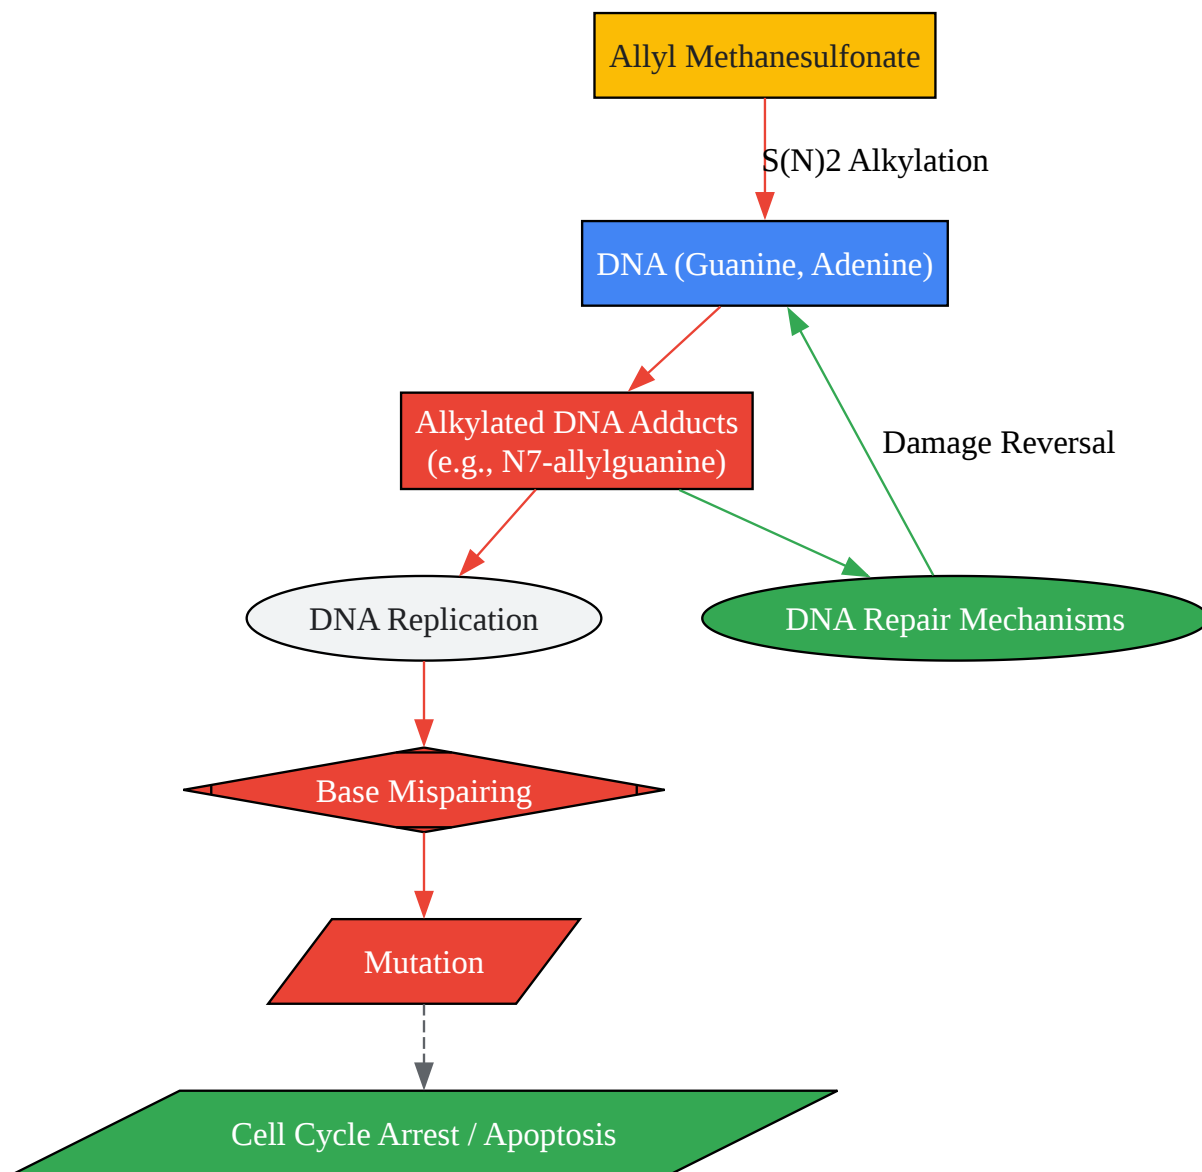 Allyl Methanesulfonate
S(N)2 Alkylation
DNA (Guanine, Adenine)
Alkylated DNA Adducts
(e.g., N7-allylguanine)
Damage Reversal
DNA Replication
DNA Repair Mechanisms
Base Mispairing
Mutation
Cell Cycle Arrest / Apoptosis